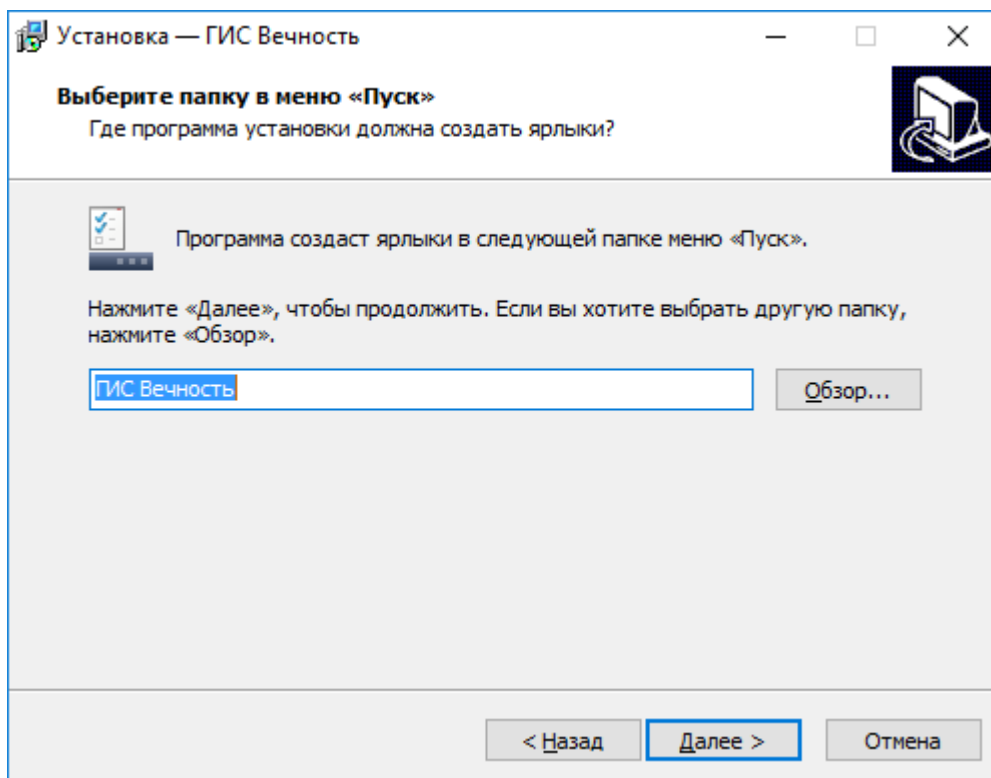 Установка — ГИС Вечность
Выберите папку в меню «Пуск»
Где программа установки должна создать ярлыки?
Программа создаст ярлыки в следующей папке меню «Пуск».
Нажмите «Далее», чтобы продолжить. Если вы хотите выбрать другую папку,
нажмите «Обзор».
ГИС Вечность
Обзор...
< Назад
Далее >
Отмена